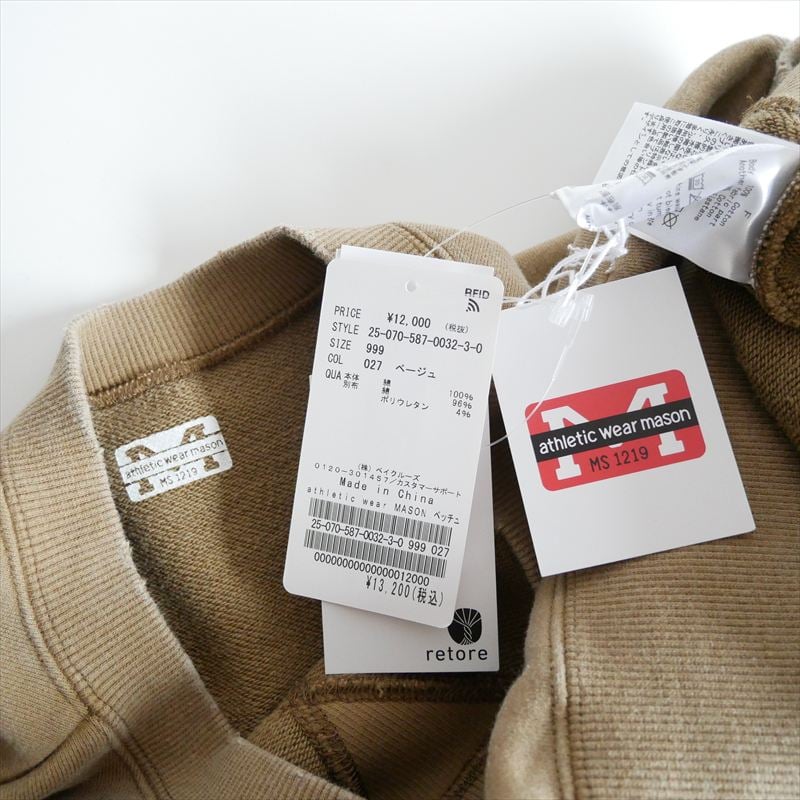 RFID
PRICE ¥12,000 (税抜)
STYLE 25-070-587-0032-3-0
SIZE 999
COL 027 ベージュ
QUA 本体 綿 100%
別布 綿 96%
ポリウレタン 4%
(株) ベイクルーズ
0120-301457/カスタマーサポート
Made in China
athletic wear MASON ベッチュ
25-070-587-0032-3-0 999 027
0000000000000012000
¥13,200(税込)
retore
M
athletic wear mason
MS 1219
M
athletic wear mason
MS 1219
Body
100%
Cotton
Cotton